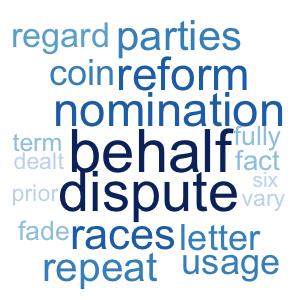 regard parties
coin reform
nomination
term behalf fully
dealt fact
prior dispute six
vary
fade races letter
repeat usage